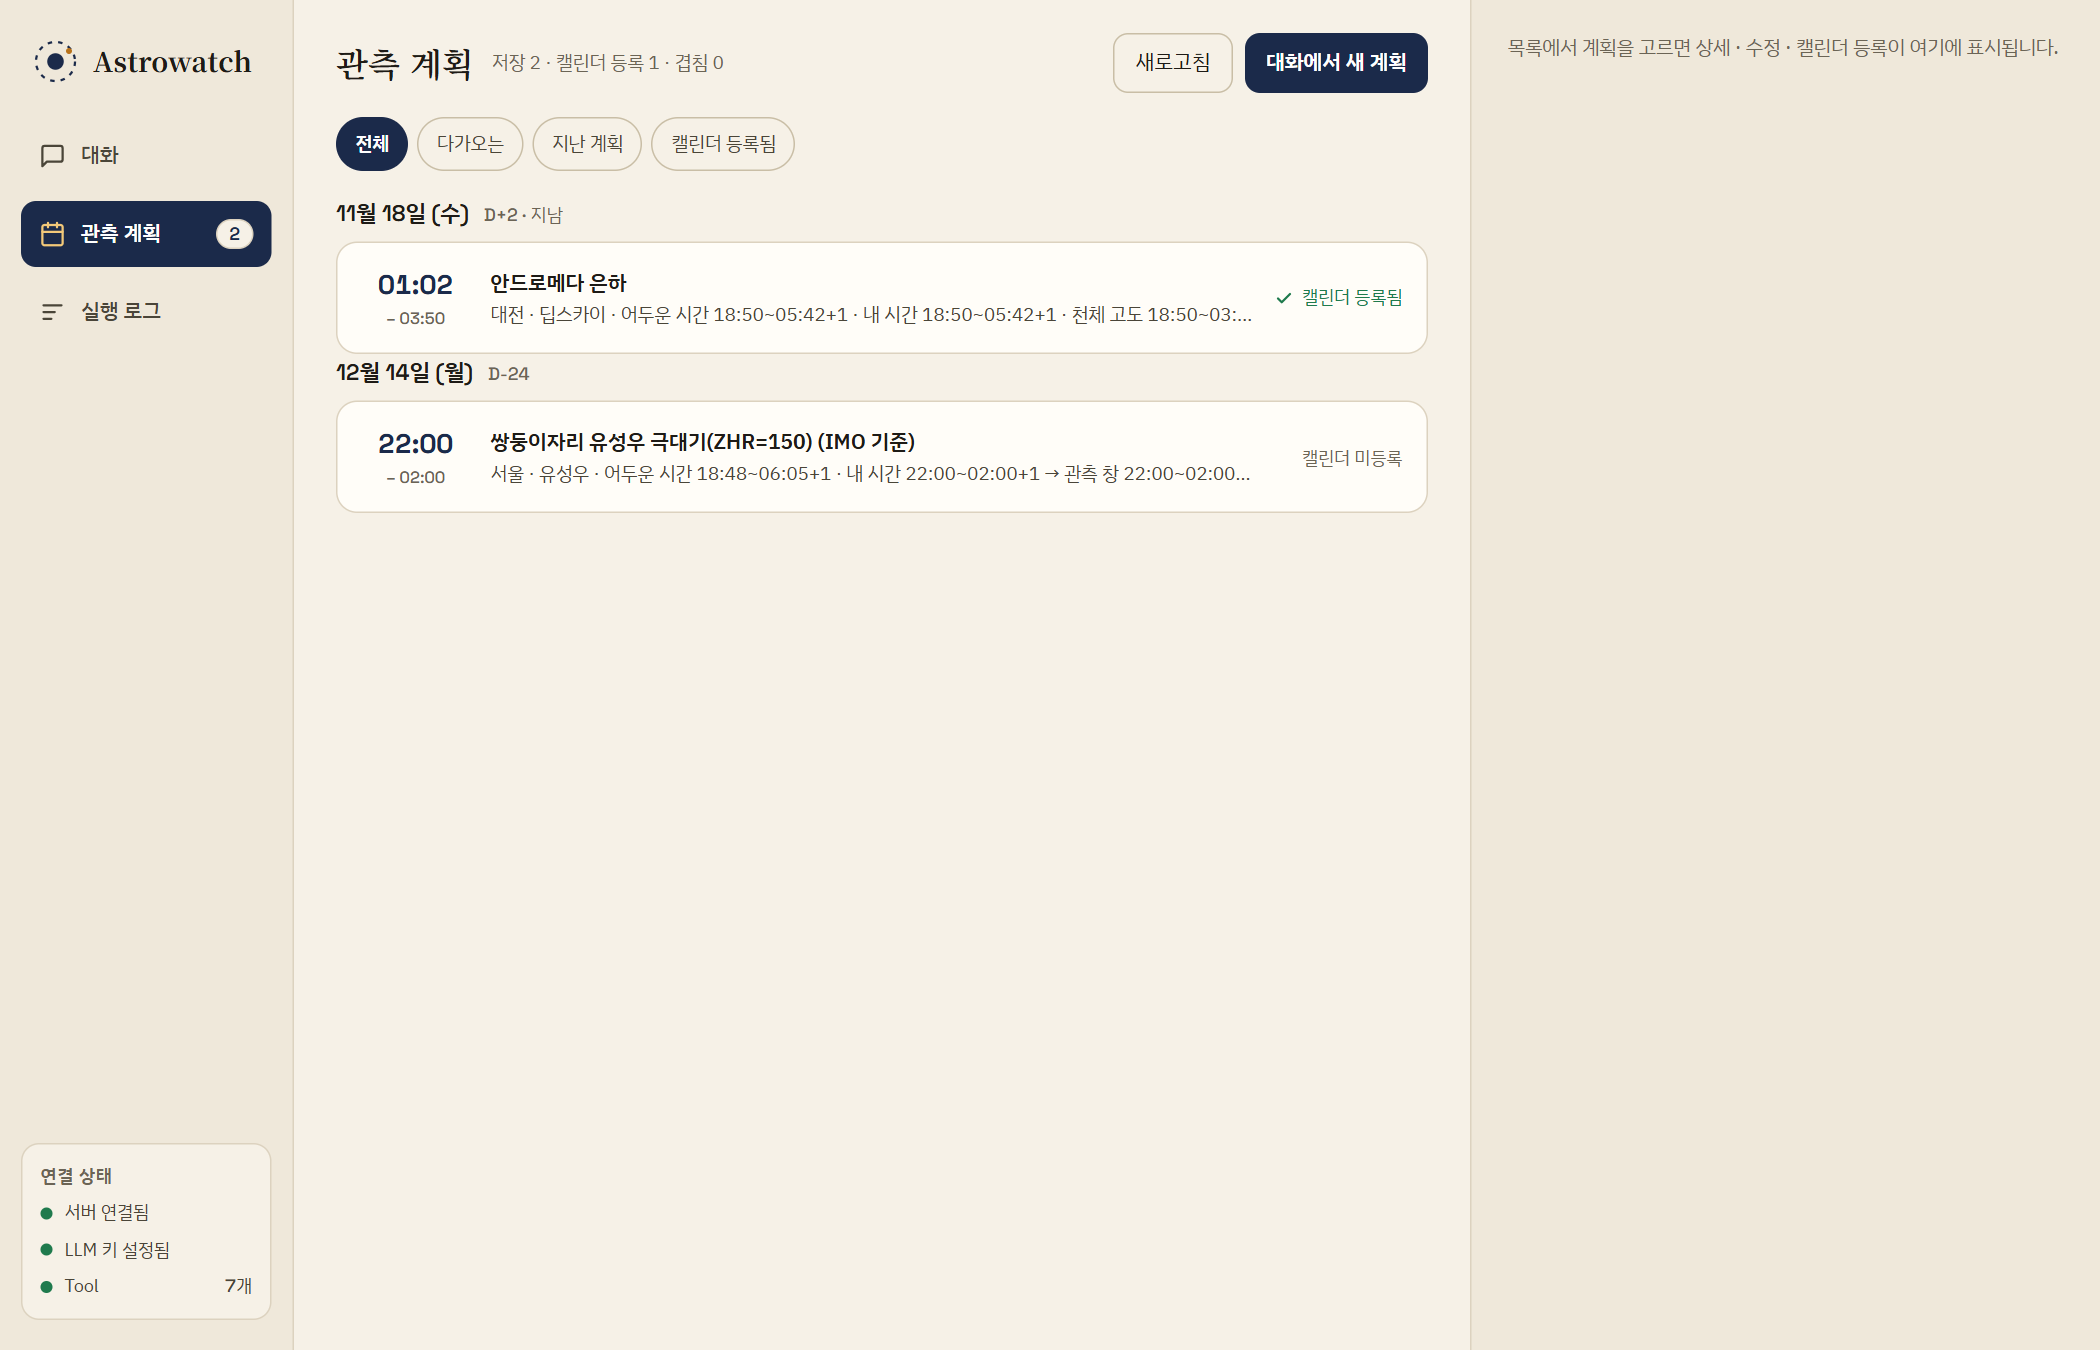 Astrowatch
대화
관측 계획 2
실행 로그
연결 상태
서버 연결됨
LLM 키 설정됨
Tool 7개
관측 계획 저장 2 · 캘린더 등록 1 · 겹침 0
새로고침
대화에서 새 계획
전체 다가오는 지난 계획 캘린더 등록됨
11월 18일 (수) D+2 · 지남
01:02
– 03:50
안드로메다 은하
대전 · 딥스카이 · 어두운 시간 18:50~05:42+1 · 내 시간 18:50~05:42+1 · 천체 고도 18:50~03:...
캘린더 등록됨
12월 14일 (월) D-24
22:00
– 02:00
쌍둥이자리 유성우 극대기(ZHR=150) (IMO 기준)
서울 · 유성우 · 어두운 시간 18:48~06:05+1 · 내 시간 22:00~02:00+1 → 관측 창 22:00~02:00...
캘린더 미등록
목록에서 계획을 고르면 상세 · 수정 · 캘린더 등록이 여기에 표시됩니다.